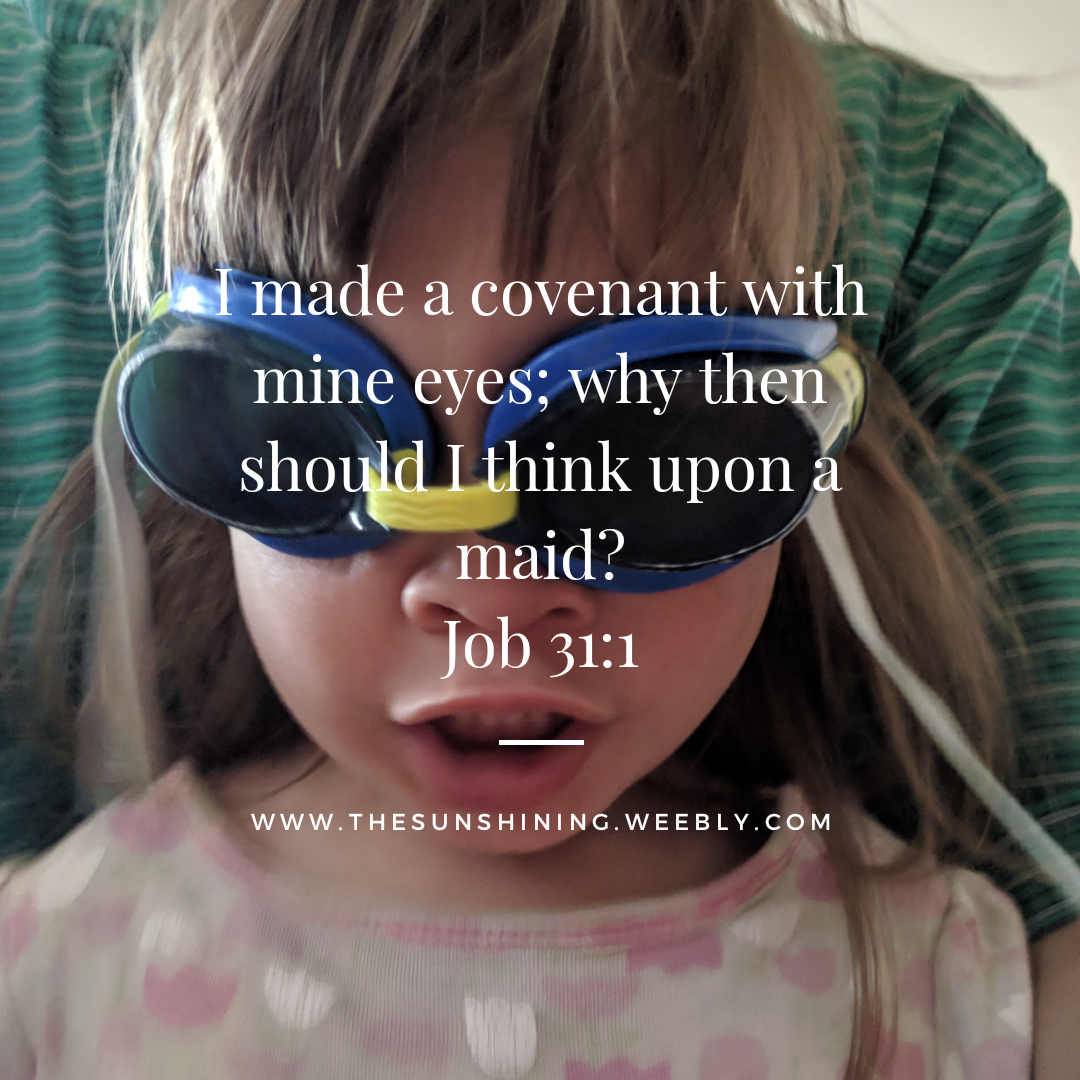 I made a covenant with
mine eyes; why then
should I think upon a
maid?
Job 31:1
WWW.THESUNSHINING.WEEBLY.COM